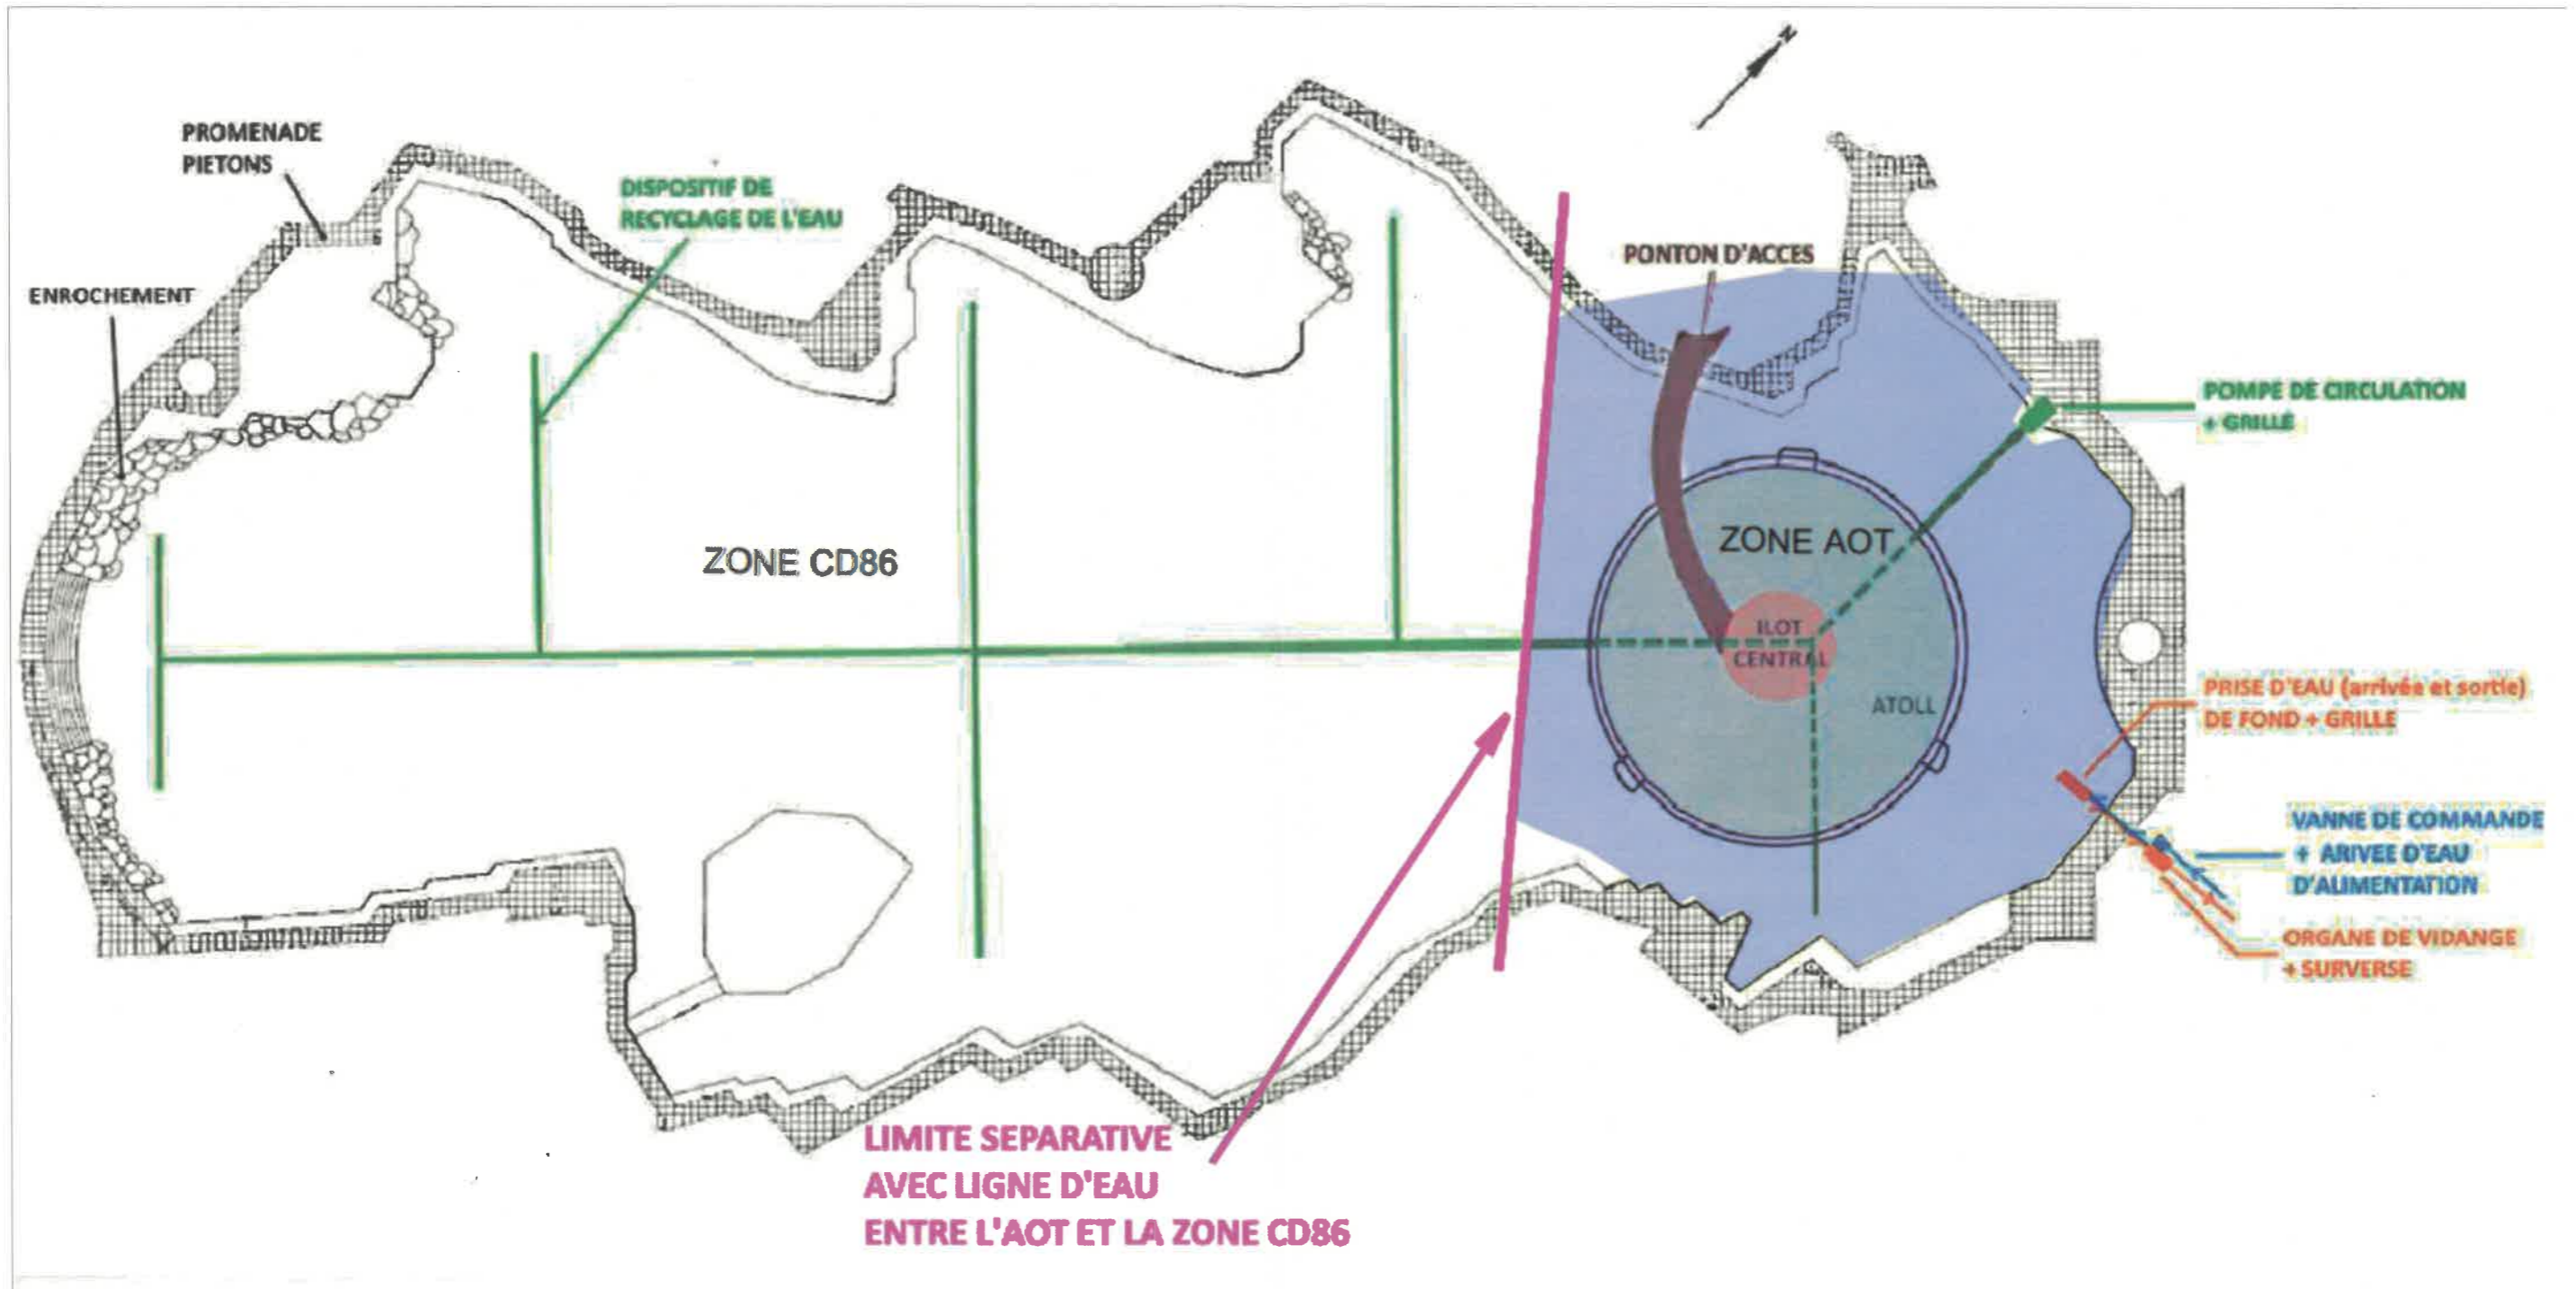 N
PROMENADE
PIETONS
DISPOSITIF DE
RECYCLAGE DE L'EAU
ENROCHEMENT
PONTON D'ACCES
POMPE DE CIRCULATION
+ GRILLE
ZONE CD86
ZONE AOT
ILOT
CENTRAL
ATOLL
PRISE D'EAU (arrivée et sortie)
DE FOND + GRILLE
VANNE DE COMMANDE
+ ARIVEE D'EAU
D'ALIMENTATION
ORGANE DE VIDANGE
+ SURVERSE
LIMITE SEPARATIVE
AVEC LIGNE D'EAU
ENTRE L'AOT ET LA ZONE CD86